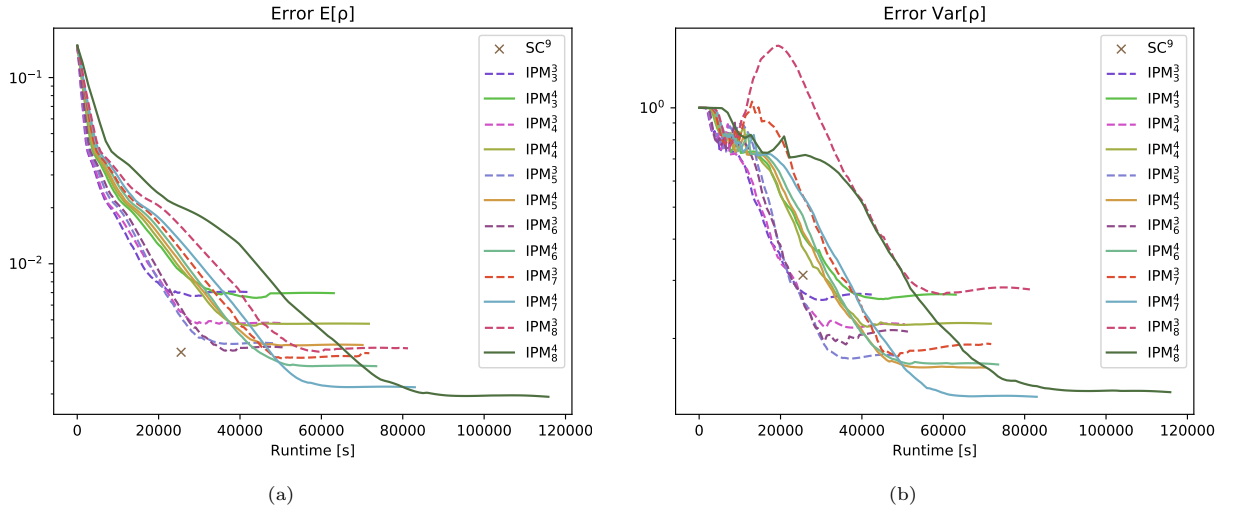 Error E[ρ]
10⁻¹
10⁻²
0
20000
40000
60000
80000
100000
120000
Runtime [s]
SC⁹
IPM³₃
IPM⁴₃
IPM³₄
IPM⁴₄
IPM³₅
IPM⁴₅
IPM³₆
IPM⁴₆
IPM³₇
IPM⁴₇
IPM³₈
IPM⁴₈
(a)
Error Var[ρ]
10⁰
0
20000
40000
60000
80000
100000
120000
Runtime [s]
SC⁹
IPM³₃
IPM⁴₃
IPM³₄
IPM⁴₄
IPM³₅
IPM⁴₅
IPM³₆
IPM⁴₆
IPM³₇
IPM⁴₇
IPM³₈
IPM⁴₈
(b)